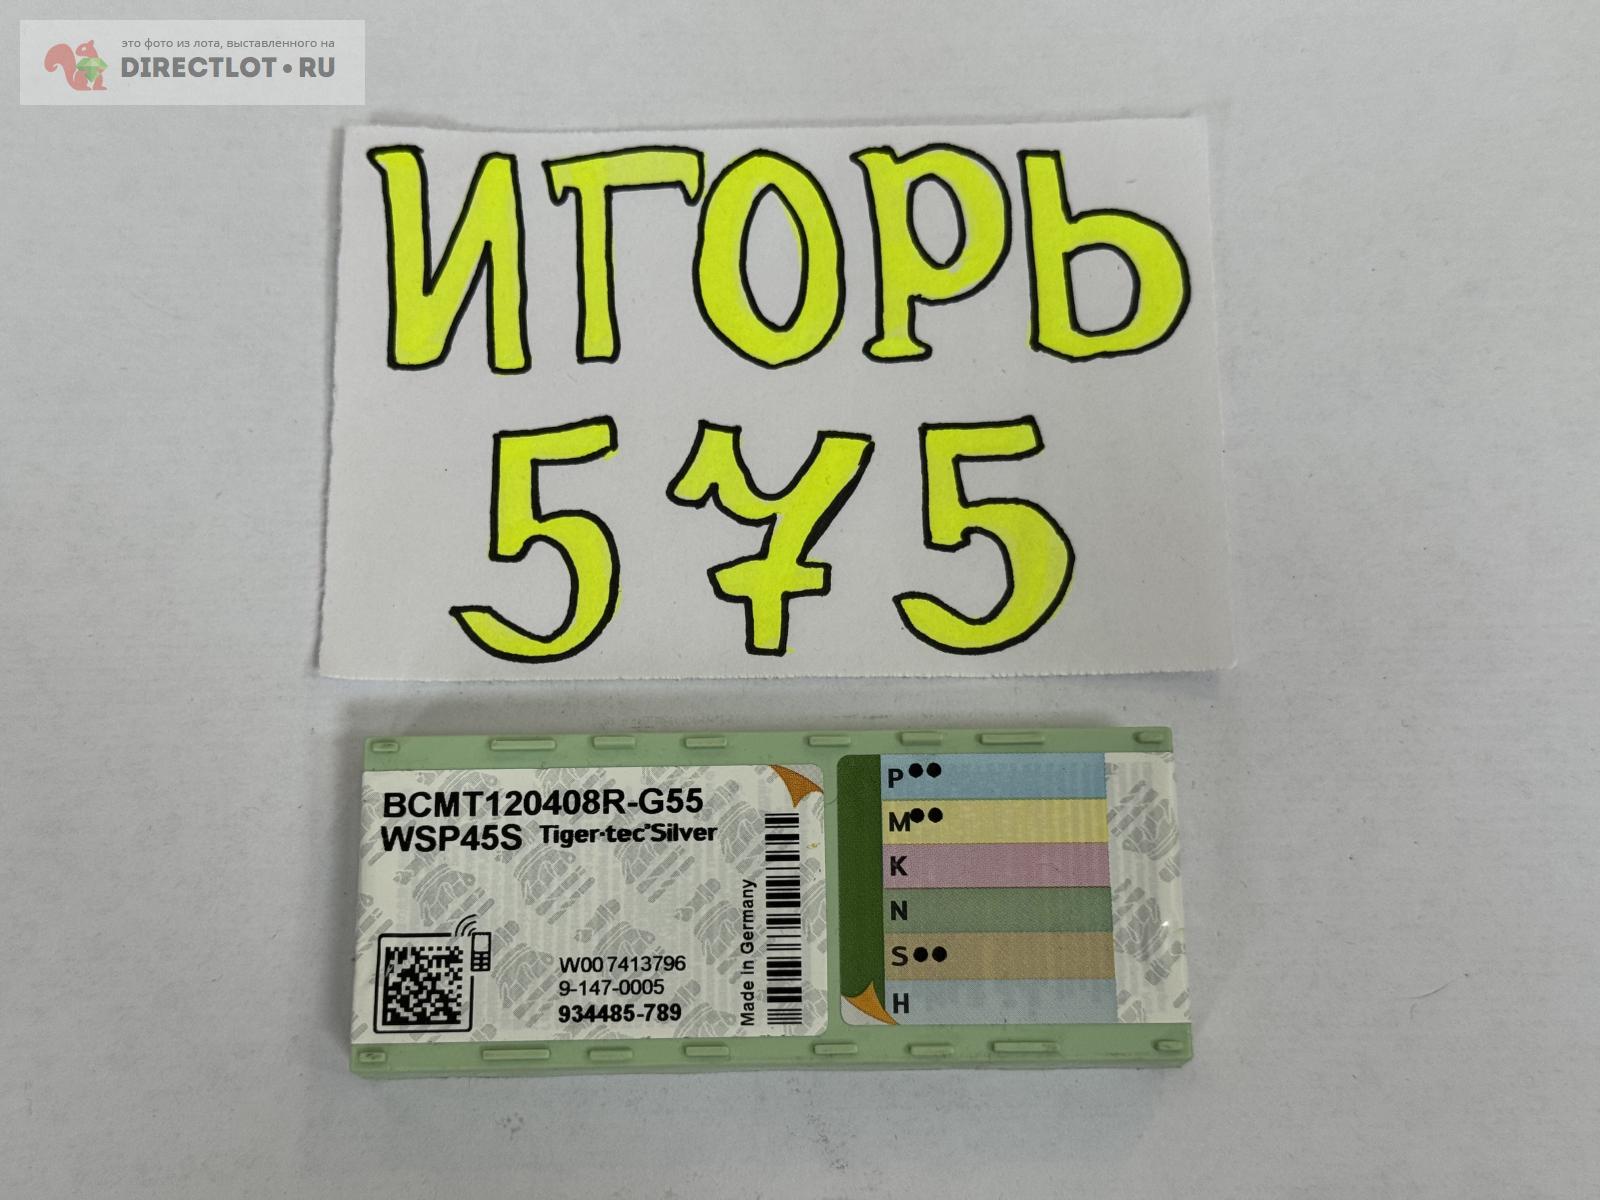 это фото из лота, выставленного на
DIRECTLOT•RU
ИГОРЬ
575
BCMT120408R-G55
WSP45S Tiger·tec®Silver
W007413796
9-147-0005
934485-789
Made in Germany
P●●
M●●
K
N
S●●
H